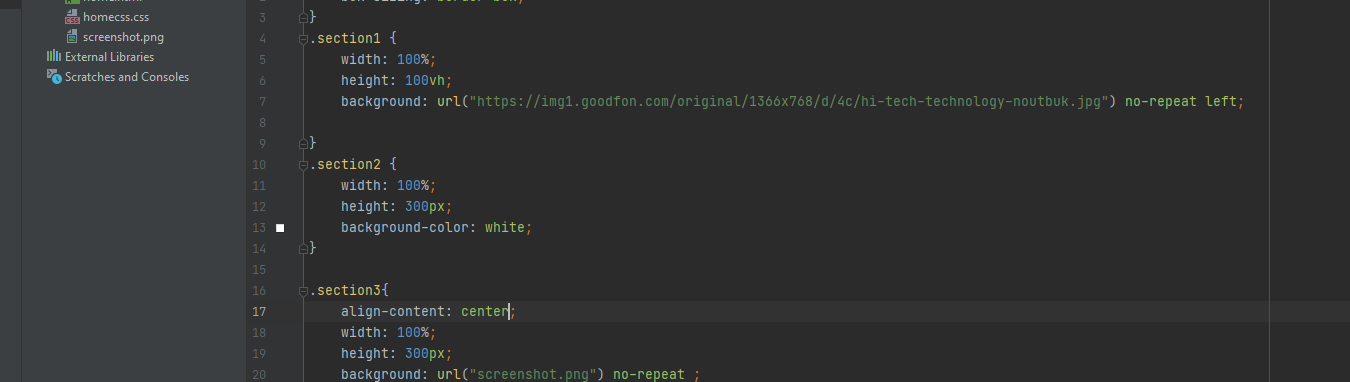 homecss.css
screenshot.png
External Libraries
Scratches and Consoles
3 }
4 .section1 {
5 width: 100%;
6 height: 100vh;
7 background: url("https://img1.goodfon.com/original/1366x768/d/4c/hi-tech-technology-noutbuk.jpg") no-repeat left;
8
9 }
10 .section2 {
11 width: 100%;
12 height: 300px;
13 background-color: white;
14 }
15
16 .section3{
17 align-content: center;
18 width: 100%;
19 height: 300px;
20 background: url("screenshot.png") no-repeat ;